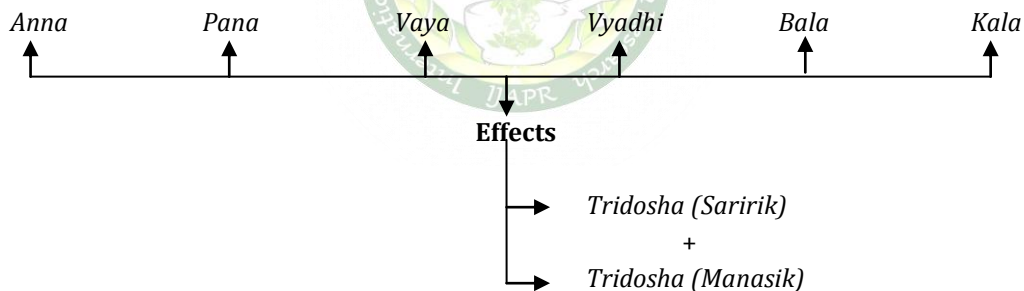 Anna Pana Vaya Vyadhi Bala Kala
IJAPR
Effects
Tridosha (Saririk)
+
Tridosha (Manasik)